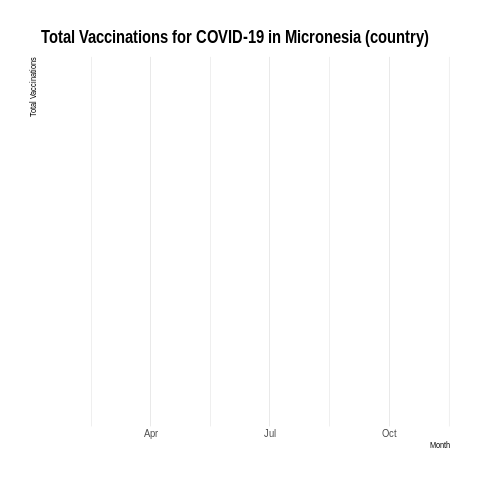 Total Vaccinations for COVID-19 in Micronesia (country)
Total Vaccinations
Apr
Jul
Oct
Month